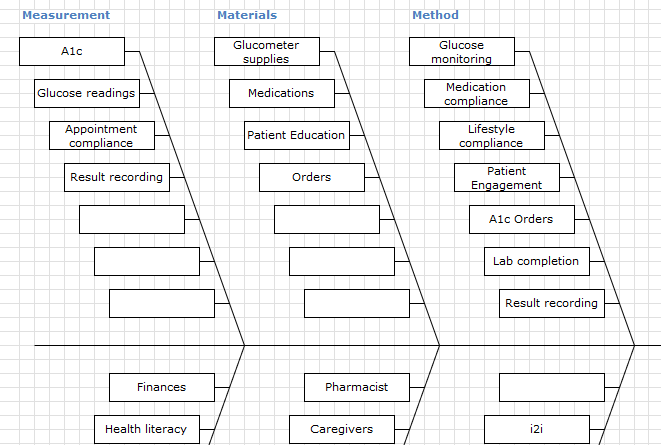 Measurement
Materials
Method
A1c
Glucometer
supplies
Glucose
monitoring
Glucose readings
Medications
Medication
compliance
Appointment
compliance
Patient Education
Lifestyle
compliance
Result recording
Orders
Patient
Engagement
A1c Orders
Lab completion
Result recording
Finances
Pharmacist
Health literacy
Caregivers
i2i